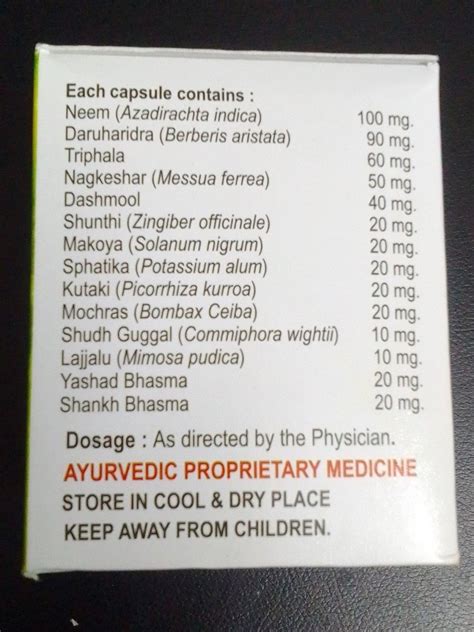 Each capsule contains :
Neem (Azadirachta indica) 100 mg.
Daruharidra (Berberis aristata) 90 mg.
Triphala 60 mg.
Nagkeshar (Messua ferrea) 50 mg.
Dashmool 40 mg.
Shunthi (Zingiber officinale) 20 mg.
Makoya (Solanum nigrum) 20 mg.
Sphatika (Potassium alum) 20 mg.
Kutaki (Picorrhiza kurroa) 20 mg.
Mochras (Bombax Ceiba) 20 mg.
Shudh Guggal (Commiphora wightii) 10 mg.
Lajjalu (Mimosa pudica) 10 mg.
Yashad Bhasma 20 mg.
Shankh Bhasma 20 mg.
Dosage : As directed by the Physician.
AYURVEDIC PROPRIETARY MEDICINE
STORE IN COOL & DRY PLACE
KEEP AWAY FROM CHILDREN.